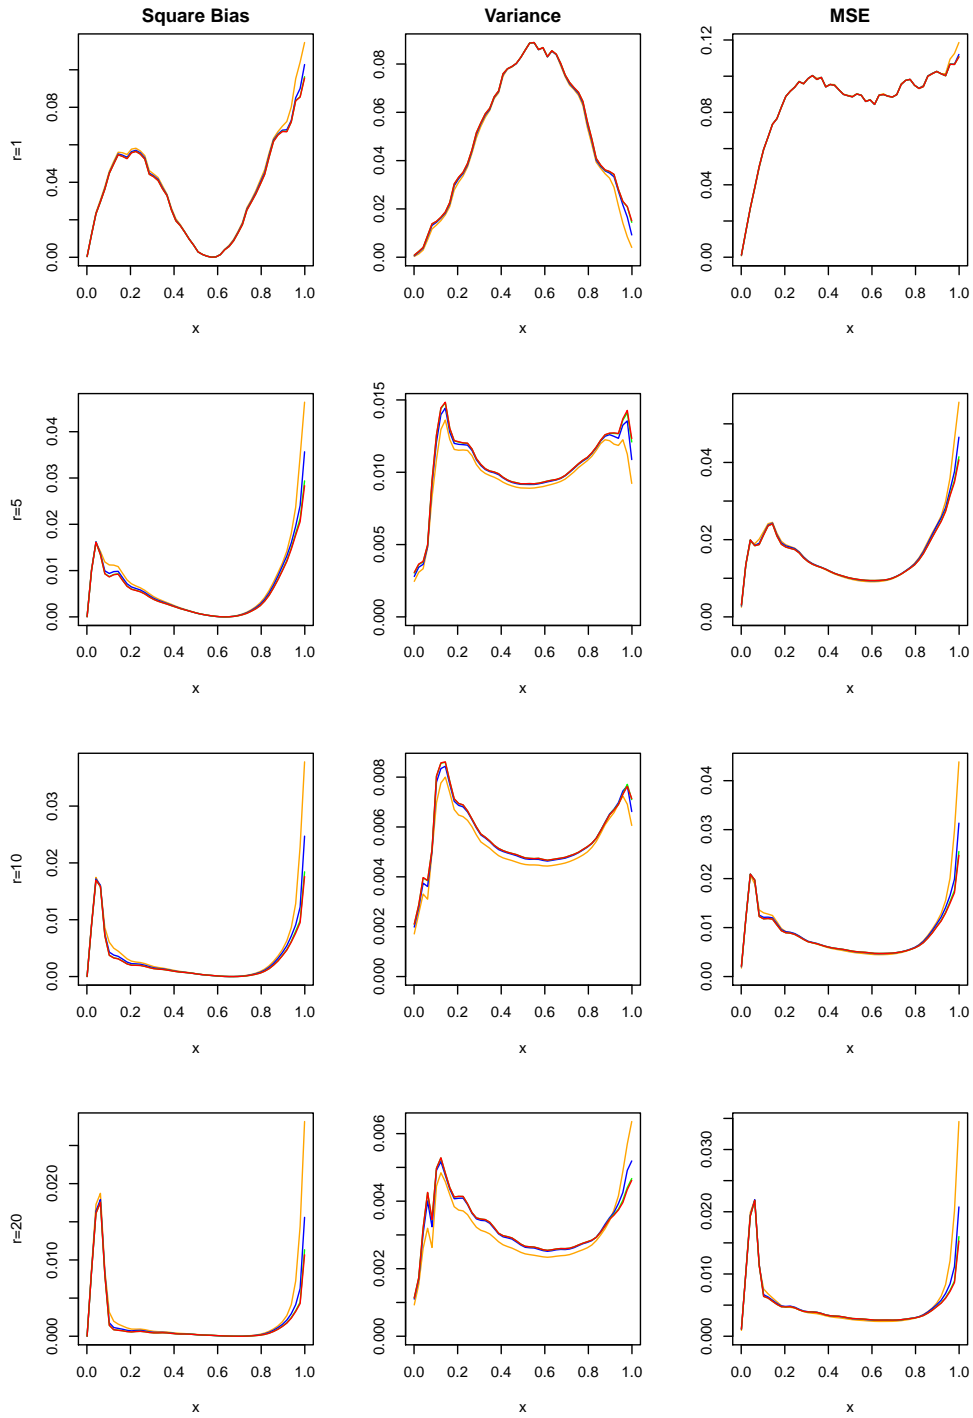 Square Bias Variance MSE
r=1
0.00 0.04 0.08
0.0 0.2 0.4 0.6 0.8 1.0
x
0.00 0.02 0.04 0.06 0.08
0.0 0.2 0.4 0.6 0.8 1.0
x
0.00 0.04 0.08 0.12
0.0 0.2 0.4 0.6 0.8 1.0
x
r=5
0.00 0.01 0.02 0.03 0.04
0.0 0.2 0.4 0.6 0.8 1.0
x
0.000 0.005 0.010 0.015
0.0 0.2 0.4 0.6 0.8 1.0
x
0.00 0.02 0.04
0.0 0.2 0.4 0.6 0.8 1.0
x
r=10
0.00 0.01 0.02 0.03
0.0 0.2 0.4 0.6 0.8 1.0
x
0.000 0.002 0.004 0.006 0.008
0.0 0.2 0.4 0.6 0.8 1.0
x
0.00 0.01 0.02 0.03 0.04
0.0 0.2 0.4 0.6 0.8 1.0
x
r=20
0.000 0.010 0.020
0.0 0.2 0.4 0.6 0.8 1.0
x
0.000 0.002 0.004 0.006
0.0 0.2 0.4 0.6 0.8 1.0
x
0.000 0.010 0.020 0.030
0.0 0.2 0.4 0.6 0.8 1.0
x